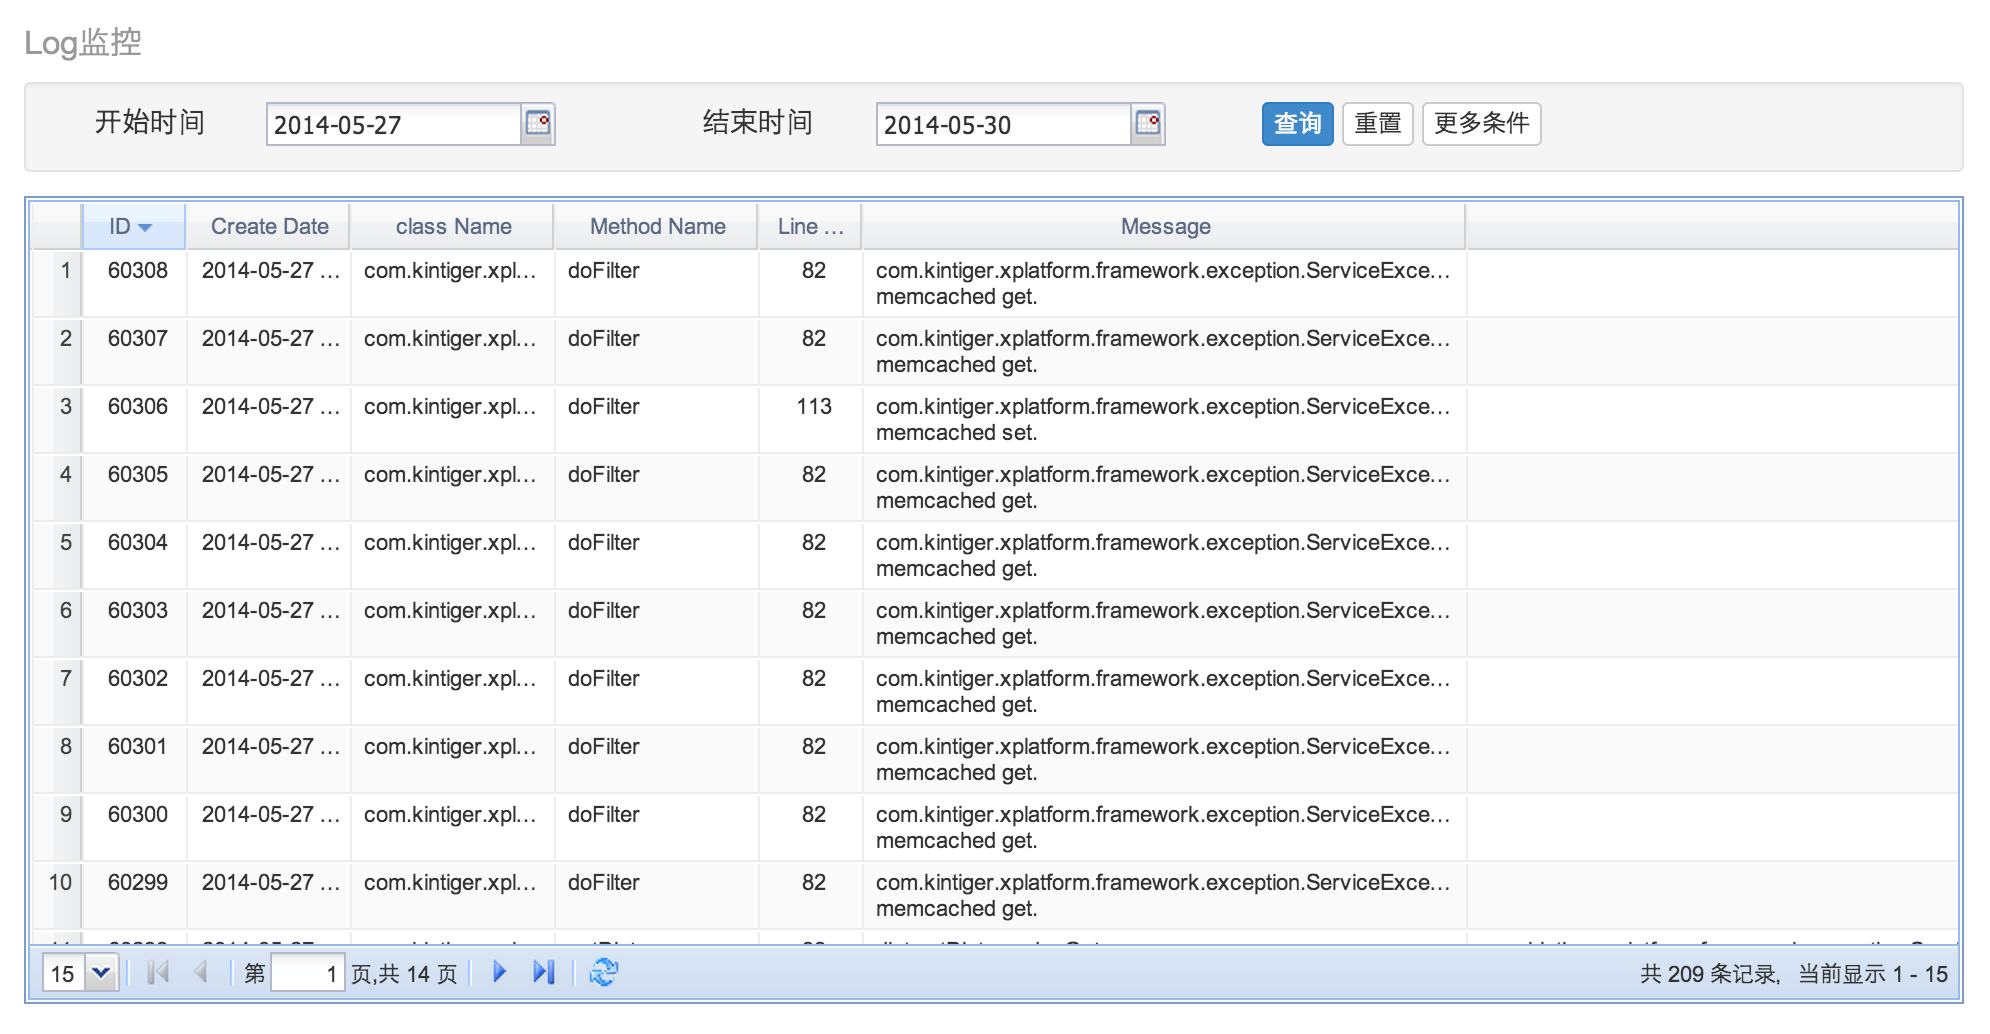 Log监控
开始时间 2014-05-27 结束时间 2014-05-30 查询 重置 更多条件
ID Create Date class Name Method Name Line ... Message
1 60308 2014-05-27 ... com.kintiger.xpl... doFilter 82 com.kintiger.xplatform.framework.exception.ServiceExce...
memcached get.
2 60307 2014-05-27 ... com.kintiger.xpl... doFilter 82 com.kintiger.xplatform.framework.exception.ServiceExce...
memcached get.
3 60306 2014-05-27 ... com.kintiger.xpl... doFilter 113 com.kintiger.xplatform.framework.exception.ServiceExce...
memcached set.
4 60305 2014-05-27 ... com.kintiger.xpl... doFilter 82 com.kintiger.xplatform.framework.exception.ServiceExce...
memcached get.
5 60304 2014-05-27 ... com.kintiger.xpl... doFilter 82 com.kintiger.xplatform.framework.exception.ServiceExce...
memcached get.
6 60303 2014-05-27 ... com.kintiger.xpl... doFilter 82 com.kintiger.xplatform.framework.exception.ServiceExce...
memcached get.
7 60302 2014-05-27 ... com.kintiger.xpl... doFilter 82 com.kintiger.xplatform.framework.exception.ServiceExce...
memcached get.
8 60301 2014-05-27 ... com.kintiger.xpl... doFilter 82 com.kintiger.xplatform.framework.exception.ServiceExce...
memcached get.
9 60300 2014-05-27 ... com.kintiger.xpl... doFilter 82 com.kintiger.xplatform.framework.exception.ServiceExce...
memcached get.
10 60299 2014-05-27 ... com.kintiger.xpl... doFilter 82 com.kintiger.xplatform.framework.exception.ServiceExce...
memcached get.
15 第 1 页,共 14 页 共 209 条记录, 当前显示 1 - 15